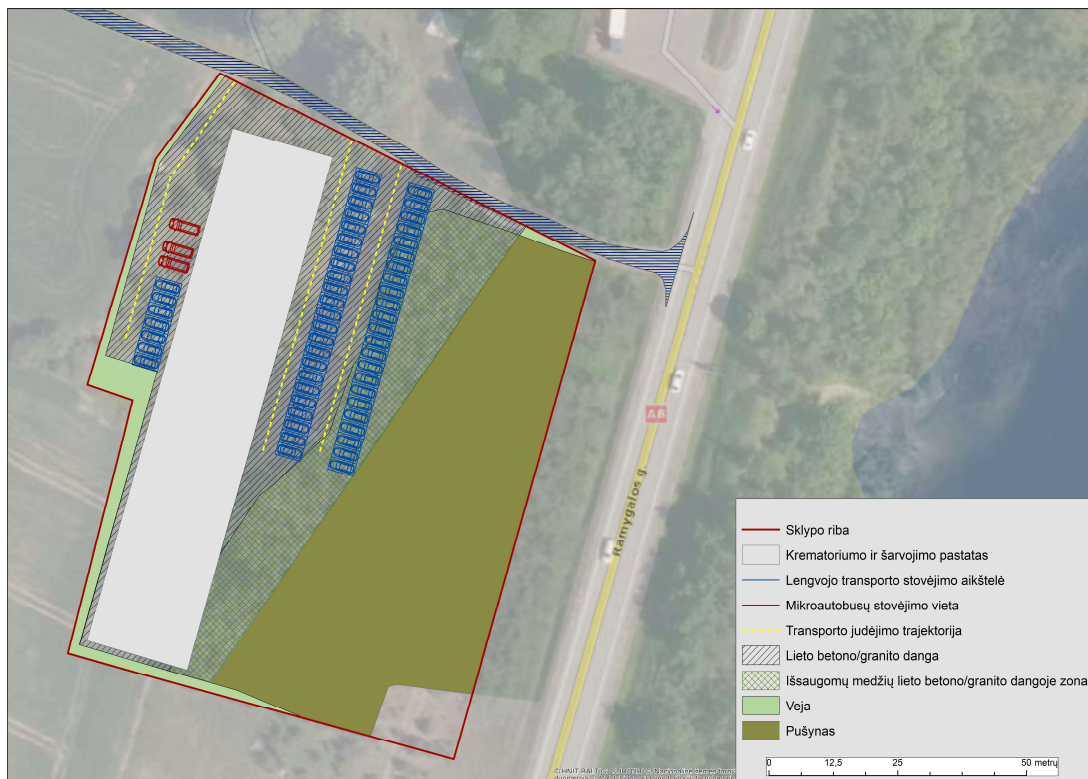 A8
Ramygalos g.
Sklypo riba
Krematoriumo ir šarvojimo pastatas
Lengvojo transporto stovėjimo aikštelė
Mikroautobusų stovėjimo vieta
Transporto judėjimo trajektorija
Lieto betono/granito danga
Išsaugomų medžių lieto betono/granito dangoje zona
Veja
Pušynas
0 12,5 25 50 metrų